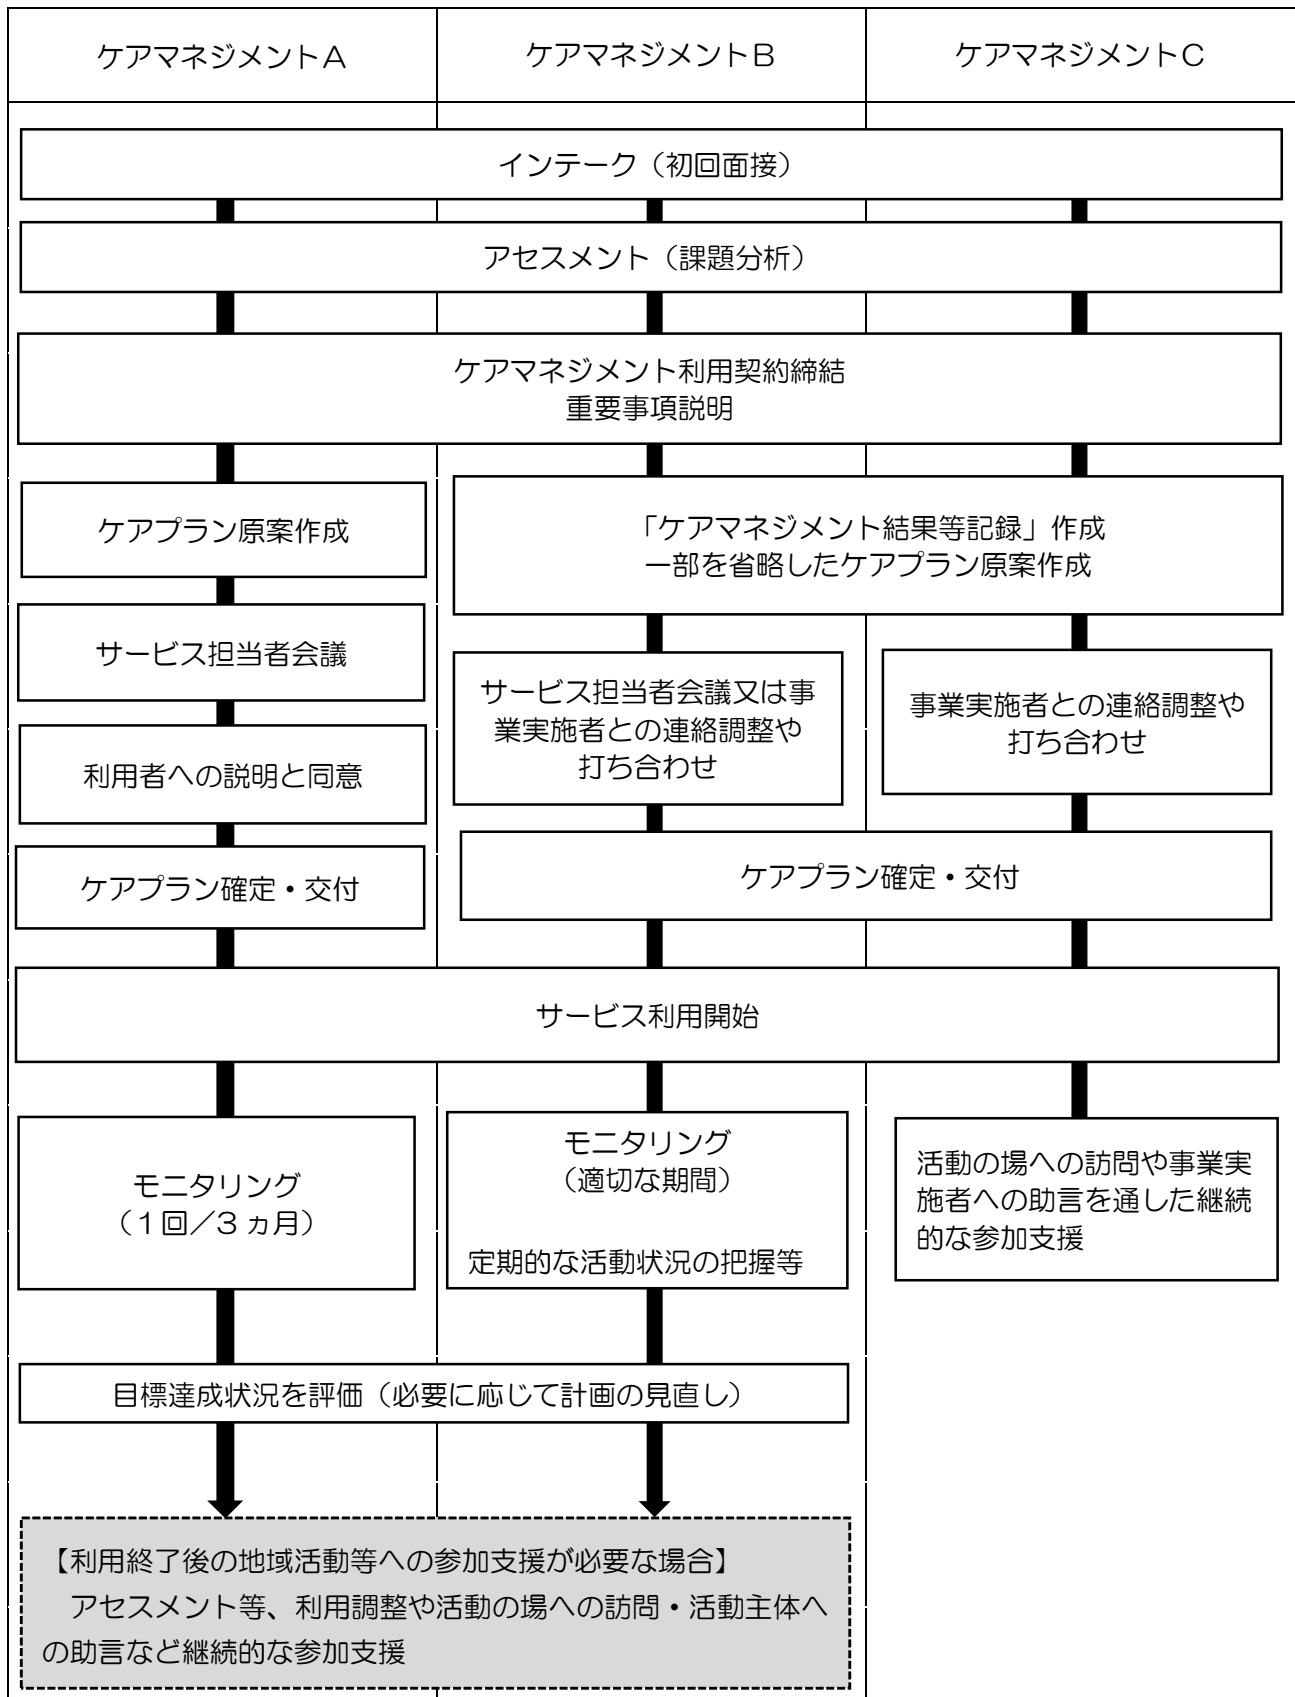 ケアマネジメントA
ケアマネジメントB
ケアマネジメントC
インテーク（初回面接）
アセスメント（課題分析）
ケアマネジメント利用契約締結
重要事項説明
ケアプラン原案作成
「ケアマネジメント結果等記録」作成
一部を省略したケアプラン原案作成
サービス担当者会議
サービス担当者会議又は事
業実施者との連絡調整や
打ち合わせ
事業実施者との連絡調整や
打ち合わせ
利用者への説明と同意
ケアプラン確定・交付
ケアプラン確定・交付
サービス利用開始
モニタリング
（１回／３ヵ月）
モニタリング
（適切な期間）
定期的な活動状況の把握等
活動の場への訪問や事業実
施者への助言を通した継続
的な参加支援
目標達成状況を評価（必要に応じて計画の見直し）
【利用終了後の地域活動等への参加支援が必要な場合】
アセスメント等、利用調整や活動の場への訪問・活動主体へ
の助言など継続的な参加支援